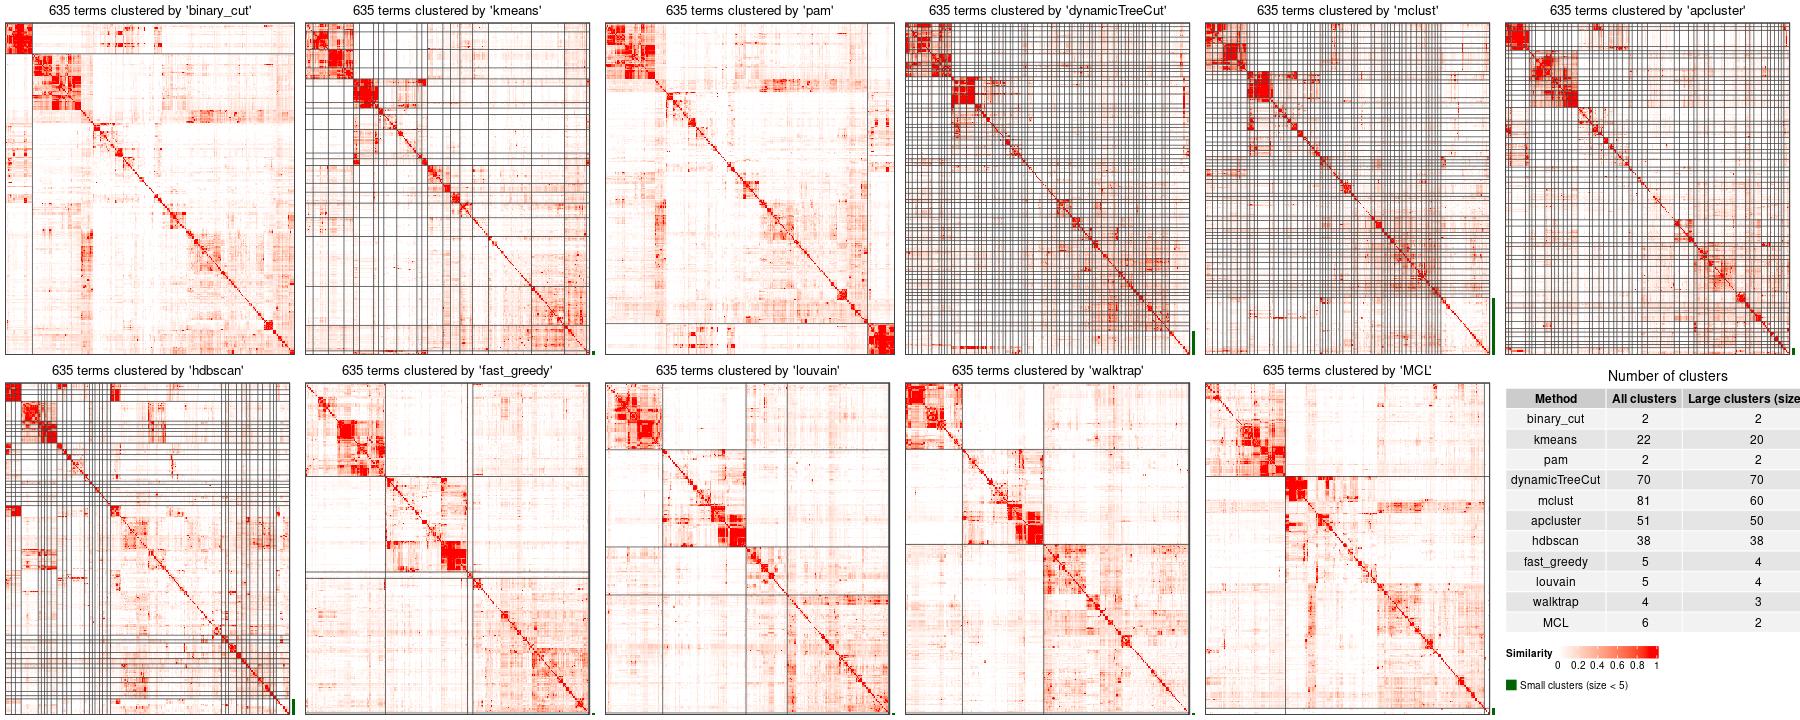 635 terms clustered by 'binary_cut'
635 terms clustered by 'kmeans'
635 terms clustered by 'pam'
635 terms clustered by 'dynamicTreeCut'
635 terms clustered by 'mclust'
635 terms clustered by 'apcluster'
635 terms clustered by 'hdbscan'
635 terms clustered by 'fast_greedy'
635 terms clustered by 'louvain'
635 terms clustered by 'walktrap'
635 terms clustered by 'MCL'
Number of clusters
Method All clusters Large clusters (size
binary_cut 2 2
kmeans 22 20
pam 2 2
dynamicTreeCut 70 70
mclust 81 60
apcluster 51 50
hdbscan 38 38
fast_greedy 5 4
louvain 5 4
walktrap 4 3
MCL 6 2
Similarity
0 0.2 0.4 0.6 0.8 1
Small clusters (size < 5)